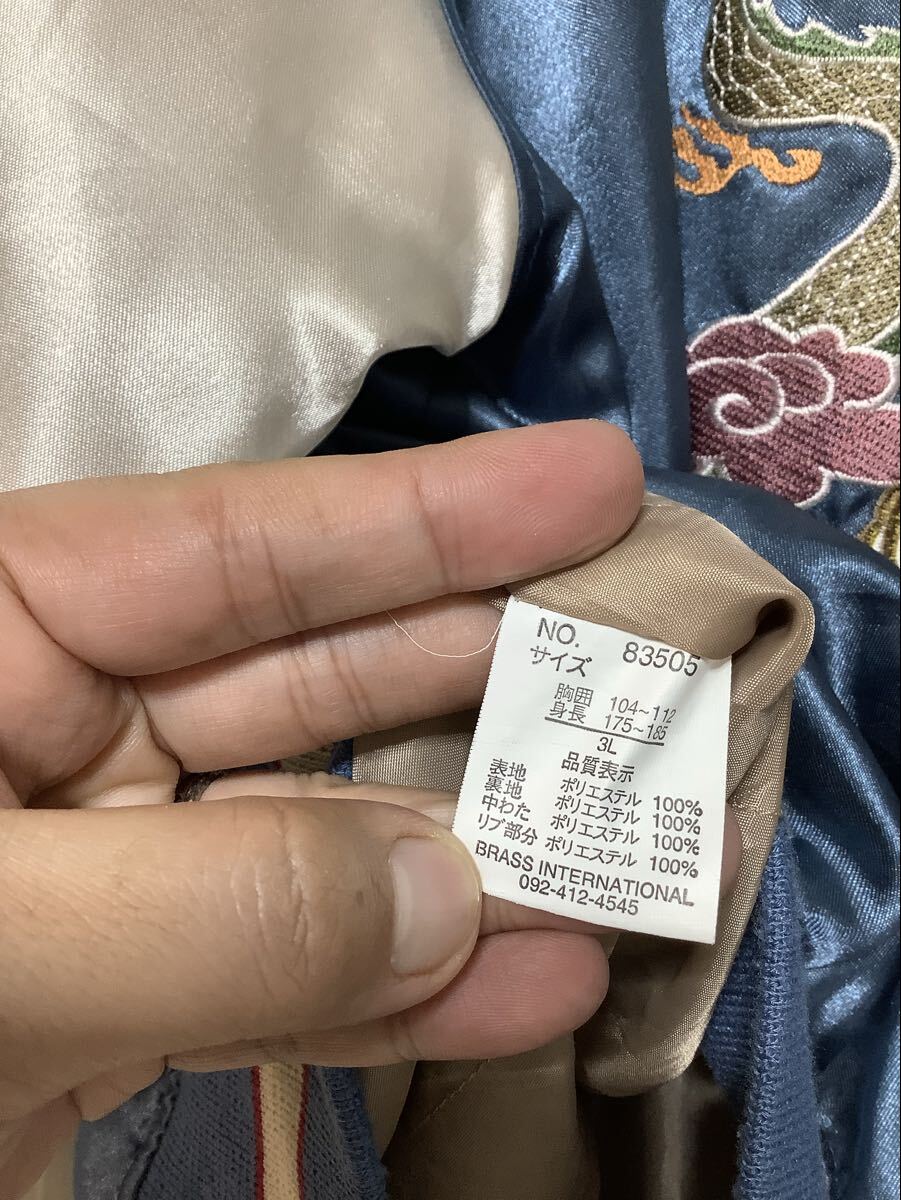 NO. 83505
サイズ
胸囲 104~112
身長 175~185
3L
品質表示
表地 ポリエステル 100%
裏地 ポリエステル 100%
中わた ポリエステル 100%
リブ部分 ポリエステル 100%
BRASS INTERNATIONAL
092-412-4545